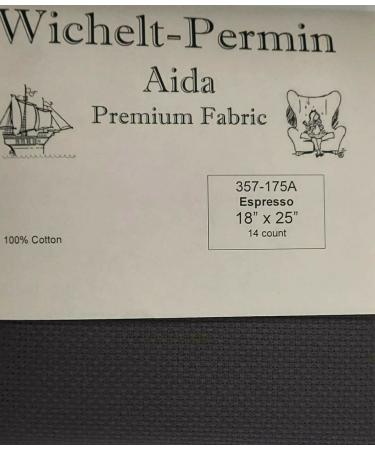 Wichelt-Permin
Aida
Premium Fabric
357-175A
Espresso
18" x 25"
14 count
100% Cotton